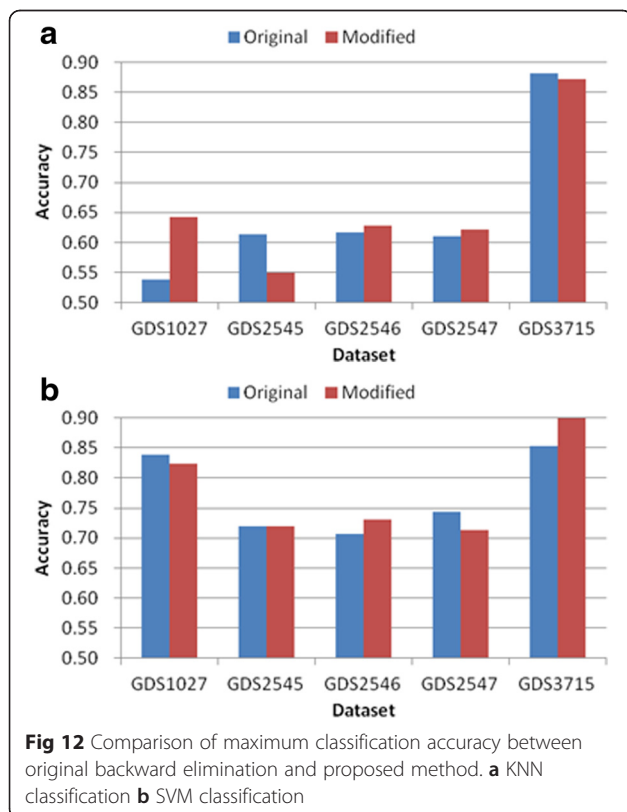 a
Original Modified
0.90
0.85
0.80
0.75
0.70
0.65
0.60
0.55
0.50
Accuracy
GDS1027 GDS2545 GDS2546 GDS2547 GDS3715
Dataset
b
Original Modified
0.90
0.85
0.80
0.75
0.70
0.65
0.60
0.55
0.50
Accuracy
GDS1027 GDS2545 GDS2546 GDS2547 GDS3715
Dataset
Fig 12 Comparison of maximum classification accuracy between
original backward elimination and proposed method. a KNN
classification b SVM classification